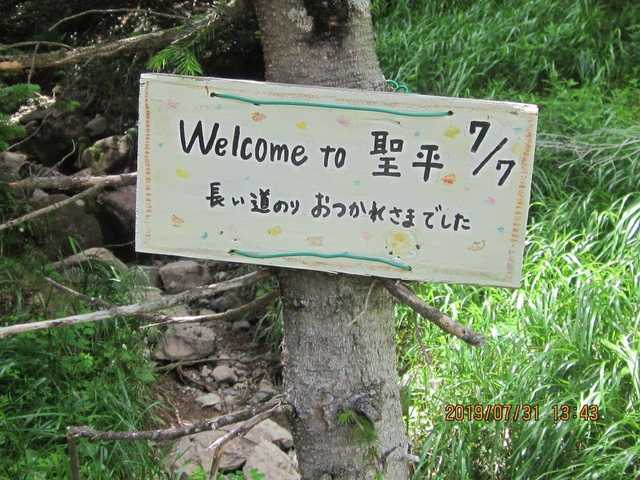 Welcome to 聖平 7/7
長い道のり おつかれさまでした
2019/07/31 13:43